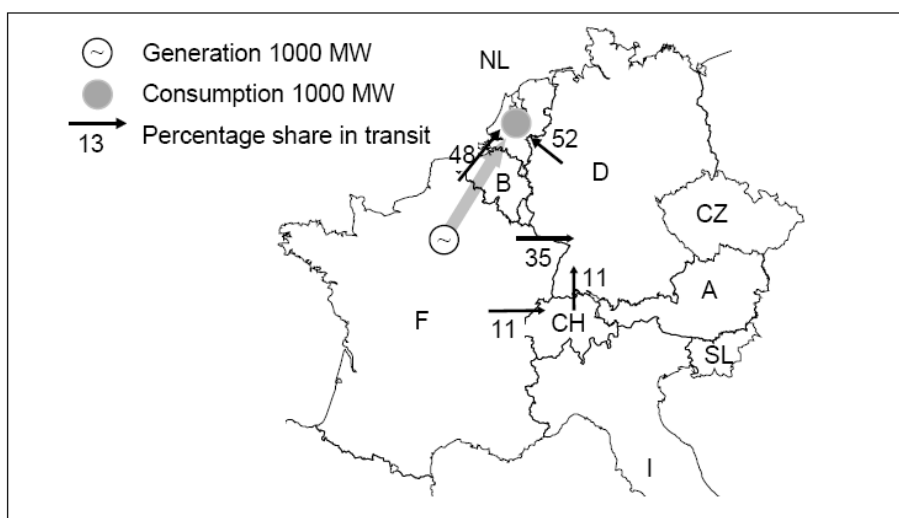 Generation 1000 MW
Consumption 1000 MW
13 Percentage share in transit
NL
48
52
B
D
CZ
~
35
11
A
F
11
CH
SL
I